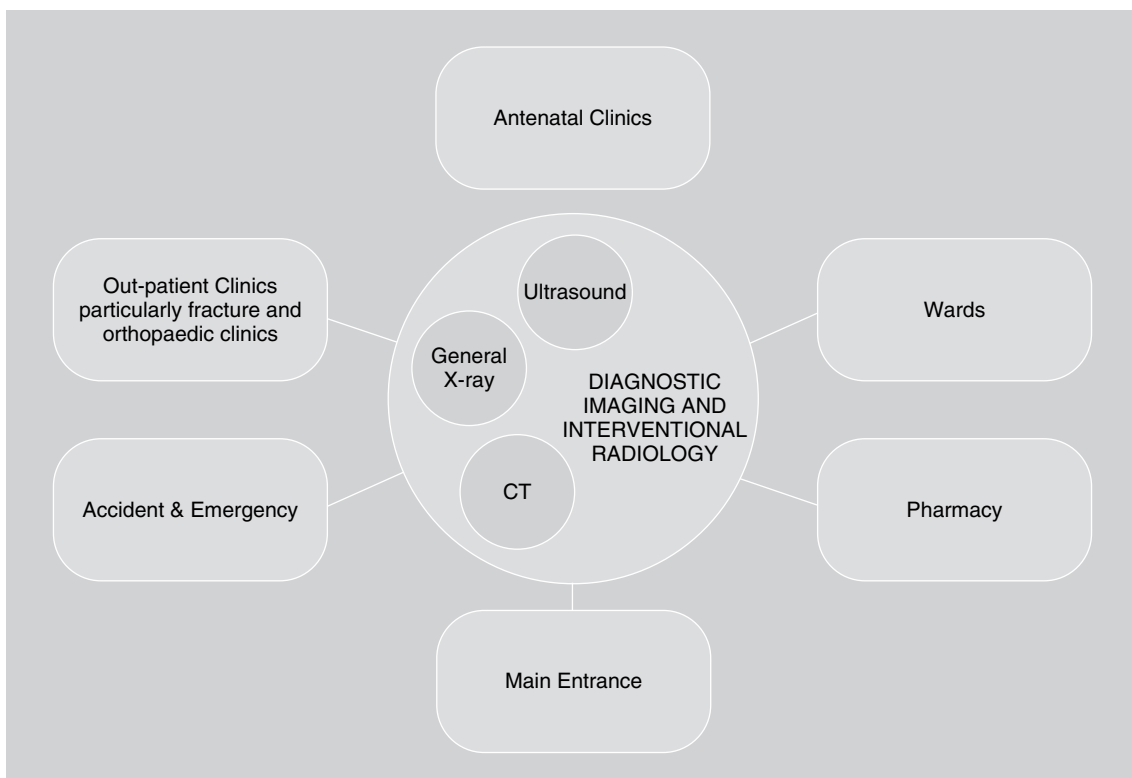 Antenatal Clinics
Out-patient Clinics
particularly fracture and
orthopaedic clinics
Ultrasound
Wards
General
X-ray
DIAGNOSTIC
IMAGING AND
INTERVENTIONAL
RADIOLOGY
CT
Accident & Emergency
Pharmacy
Main Entrance